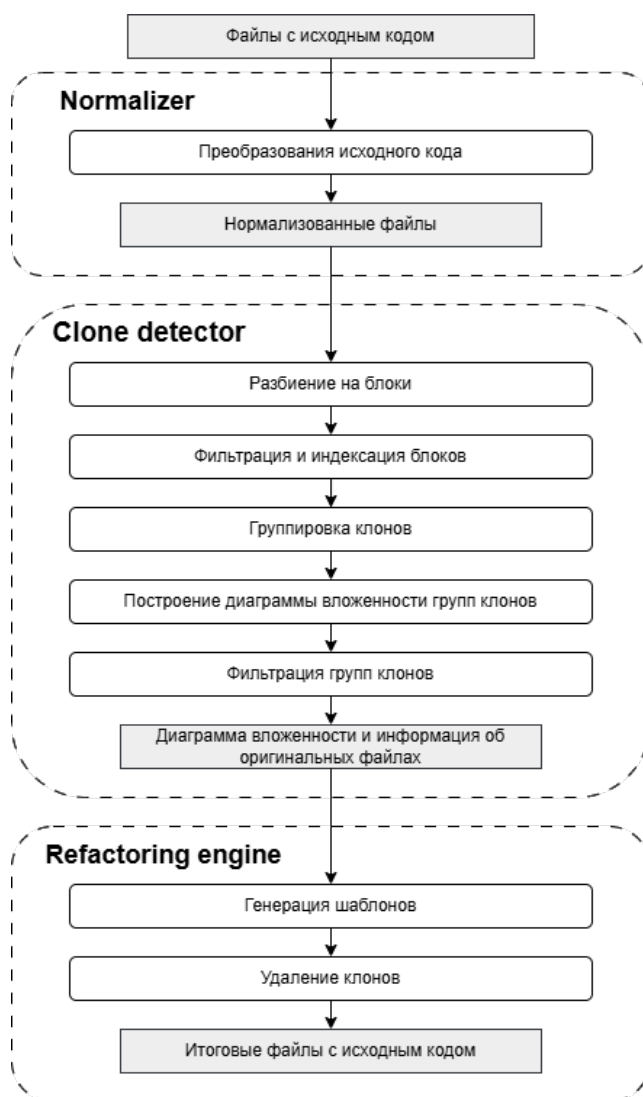 Файлы с исходным кодом
Normalizer
Преобразования исходного кода
Нормализованные файлы
Clone detector
Разбиение на блоки
Фильтрация и индексация блоков
Группировка клонов
Построение диаграммы вложенности групп клонов
Фильтрация групп клонов
Диаграмма вложенности и информация об
оригинальных файлах
Refactoring engine
Генерация шаблонов
Удаление клонов
Итоговые файлы с исходным кодом